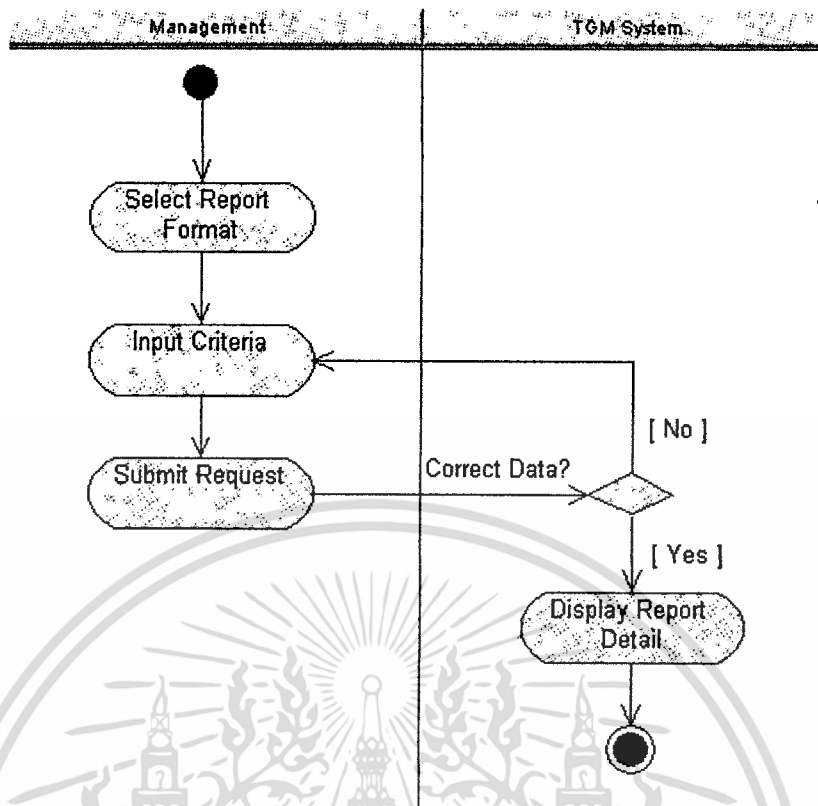 Management
TGM System
Select Report
Format
Input Criteria
[ No ]
Submit Request
Correct Data?
[ Yes ]
Display Report
Detail